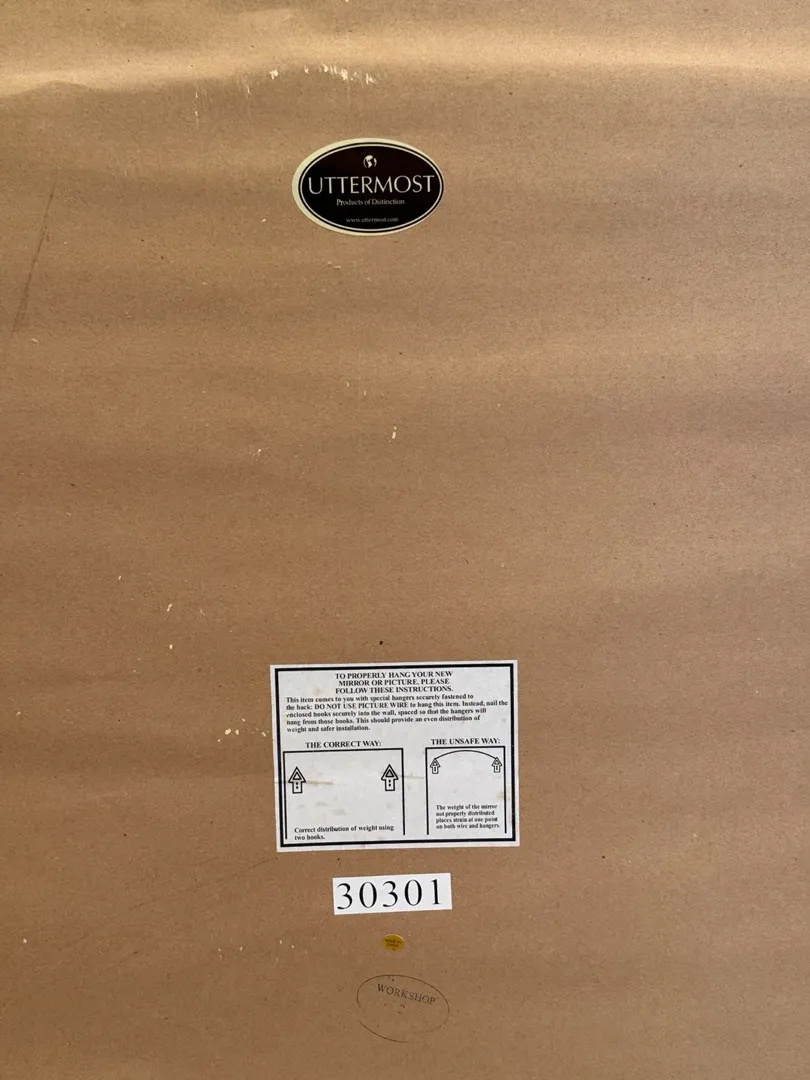 UTTERMOST
Products of Distinction
www.uttermost.com
TO PROPERLY HANG YOUR NEW
MIRROR OR PICTURE, PLEASE
FOLLOW THESE INSTRUCTIONS.
This item comes to you with special hangers securely fastened to
the back: DO NOT USE PICTURE WIRE to hang this item. Instead, nail the
enclosed hooks securely into the wall, spaced so that the hangers will
hang from those hooks. This should provide an even distribution of
weight and safer installation.
THE CORRECT WAY:
Correct distribution of weight using
two hooks.
THE UNSAFE WAY:
The weight of the mirror
not properly distributed
places strain at one point
on both wire and hangers.
30301
WORKSHOP